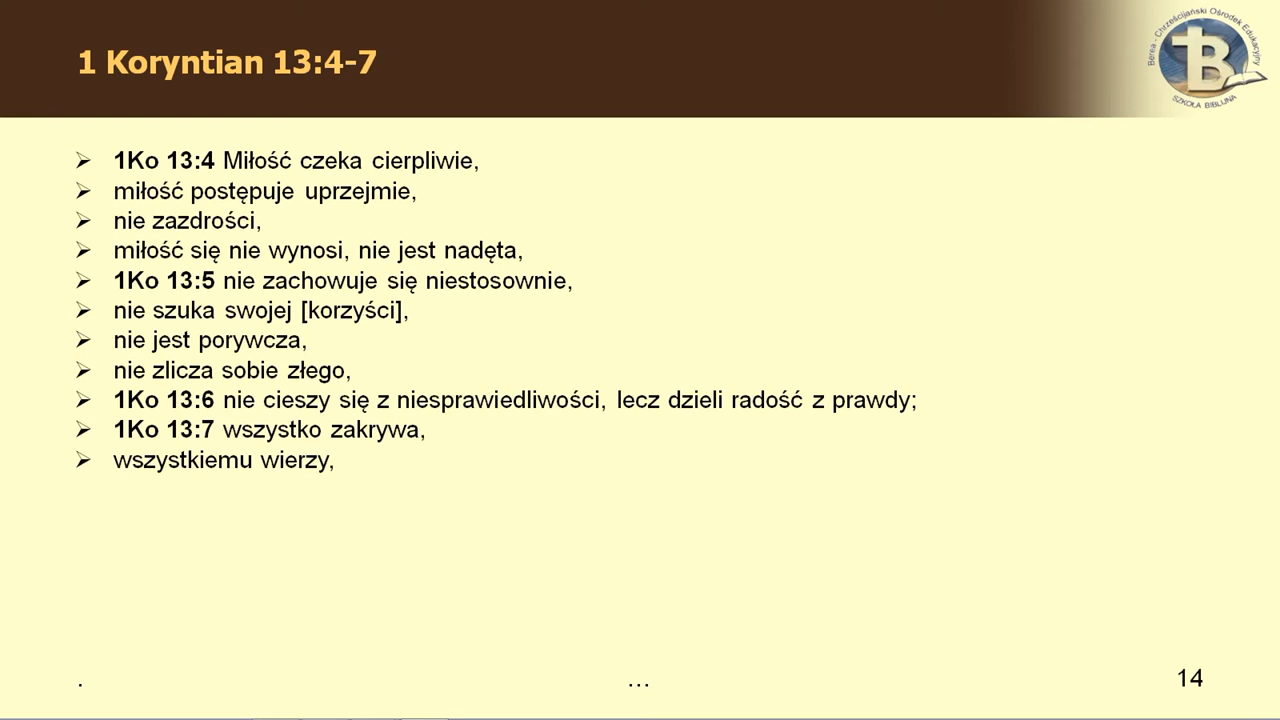 1 Koryntian 13:4-7
Berea - Chrześcijański Ośrodek Edukacyjny
B
SZKOŁA BIBLIJNA
➢ 1Ko 13:4 Miłość czeka cierpliwie,
➢ miłość postępuje uprzejmie,
➢ nie zazdrości,
➢ miłość się nie wynosi, nie jest nadęta,
➢ 1Ko 13:5 nie zachowuje się niestosownie,
➢ nie szuka swojej [korzyści],
➢ nie jest porywcza,
➢ nie zlicza sobie złego,
➢ 1Ko 13:6 nie cieszy się z niesprawiedliwości, lecz dzieli radość z prawdy;
➢ 1Ko 13:7 wszystko zakrywa,
➢ wszystkiemu wierzy,
. ... 14